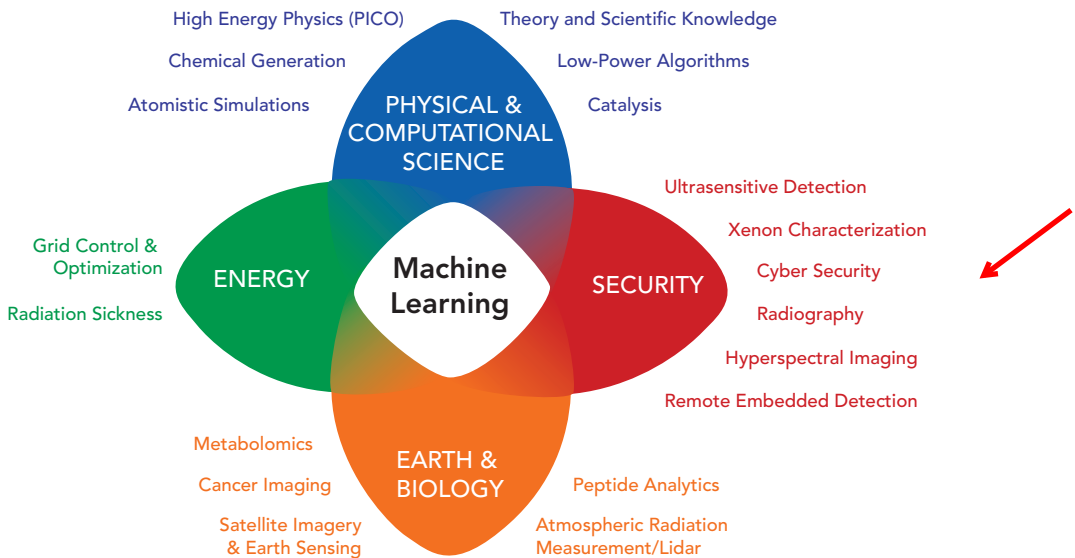 High Energy Physics (PICO)
Chemical Generation
Atomistic Simulations
Theory and Scientific Knowledge
Low-Power Algorithms
Catalysis
PHYSICAL &
COMPUTATIONAL
SCIENCE
Grid Control &
Optimization
Radiation Sickness
ENERGY
Machine
Learning
SECURITY
Ultrasensitive Detection
Xenon Characterization
Cyber Security
Radiography
Hyperspectral Imaging
Remote Embedded Detection
Metabolomics
Cancer Imaging
Satellite Imagery
& Earth Sensing
EARTH &
BIOLOGY
Peptide Analytics
Atmospheric Radiation
Measurement/Lidar